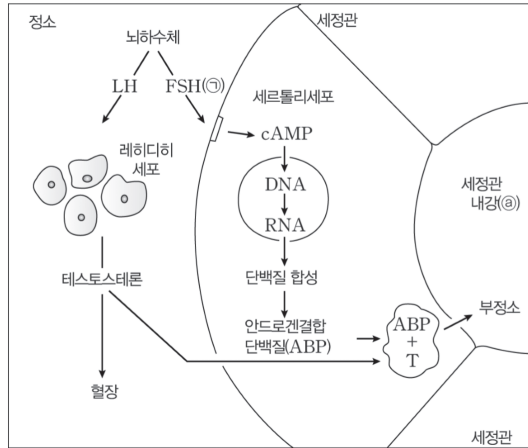 정소
세정관
뇌하수체
LH
FSH(㉠)
세르톨리세포
cAMP
레히디히
세포
DNA
RNA
세정관
내강(ⓐ)
단백질 합성
테스토스테론
안드로겐결합
단백질(ABP)
ABP
+
T
부정소
혈장
세정관